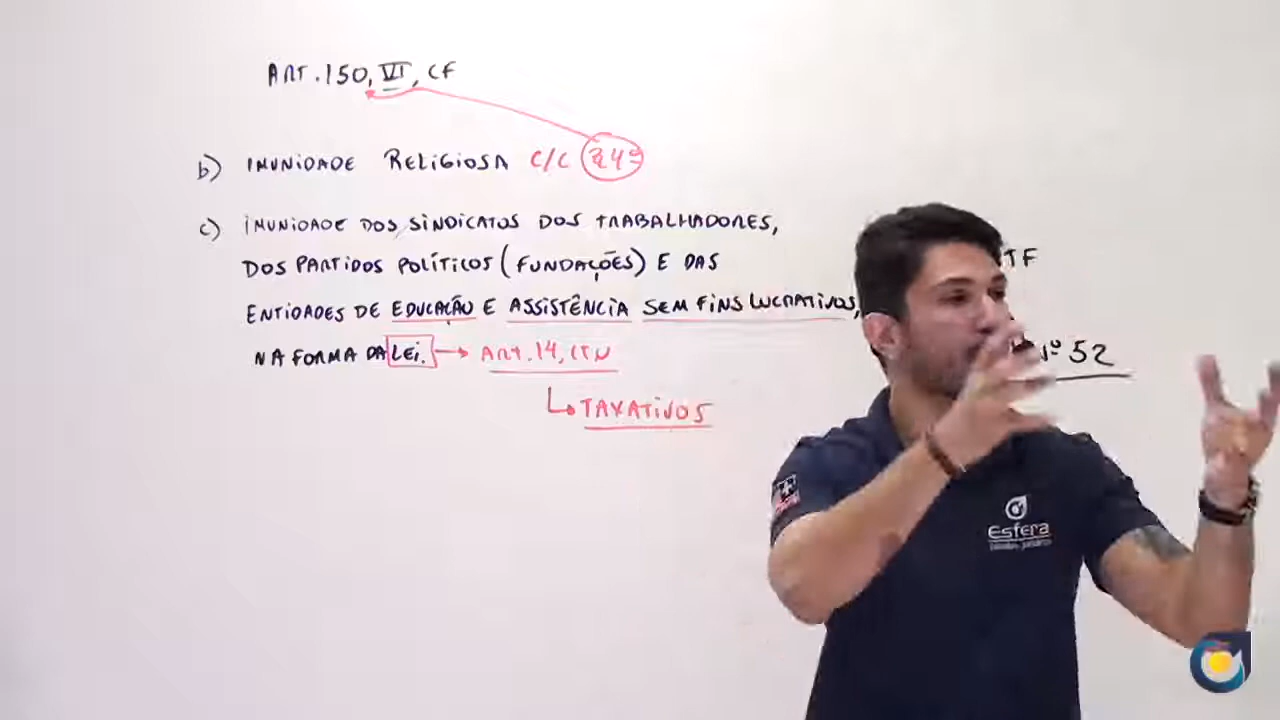 ART. 150, VI, CF
b) IMUNIDADE RELIGIOSA C/C § 4º
c) IMUNIDADE DOS SINDICATOS DOS TRABALHADORES,
DOS PARTIDOS POLÍTICOS (FUNDAÇÕES) E DAS
ENTIDADES DE EDUCAÇÃO E ASSISTÊNCIA SEM FINS LUCRATIVOS,
NA FORMA DA LEI. → ART. 14, CTN
↳ TAXATIVOS
TF
nº 52
Esfera